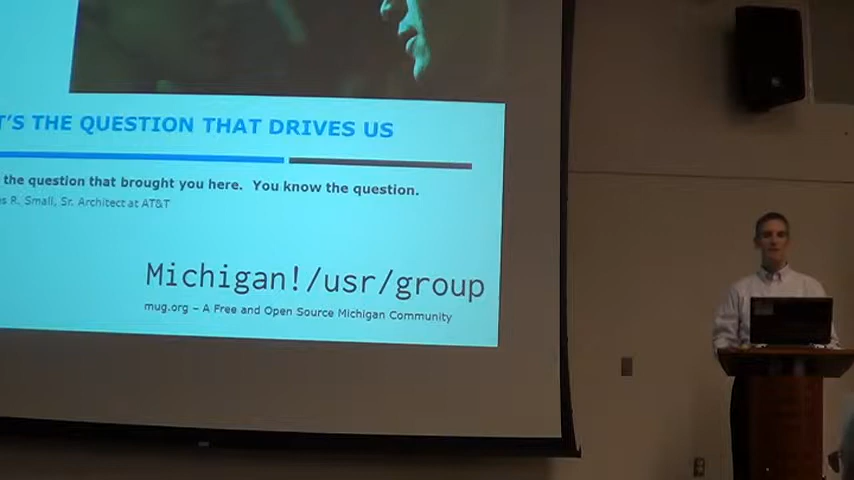 'S THE QUESTION THAT DRIVES US
the question that brought you here. You know the question.
s R. Small, Sr. Architect at AT&T
Michigan!/usr/group
mug.org – A Free and Open Source Michigan Community